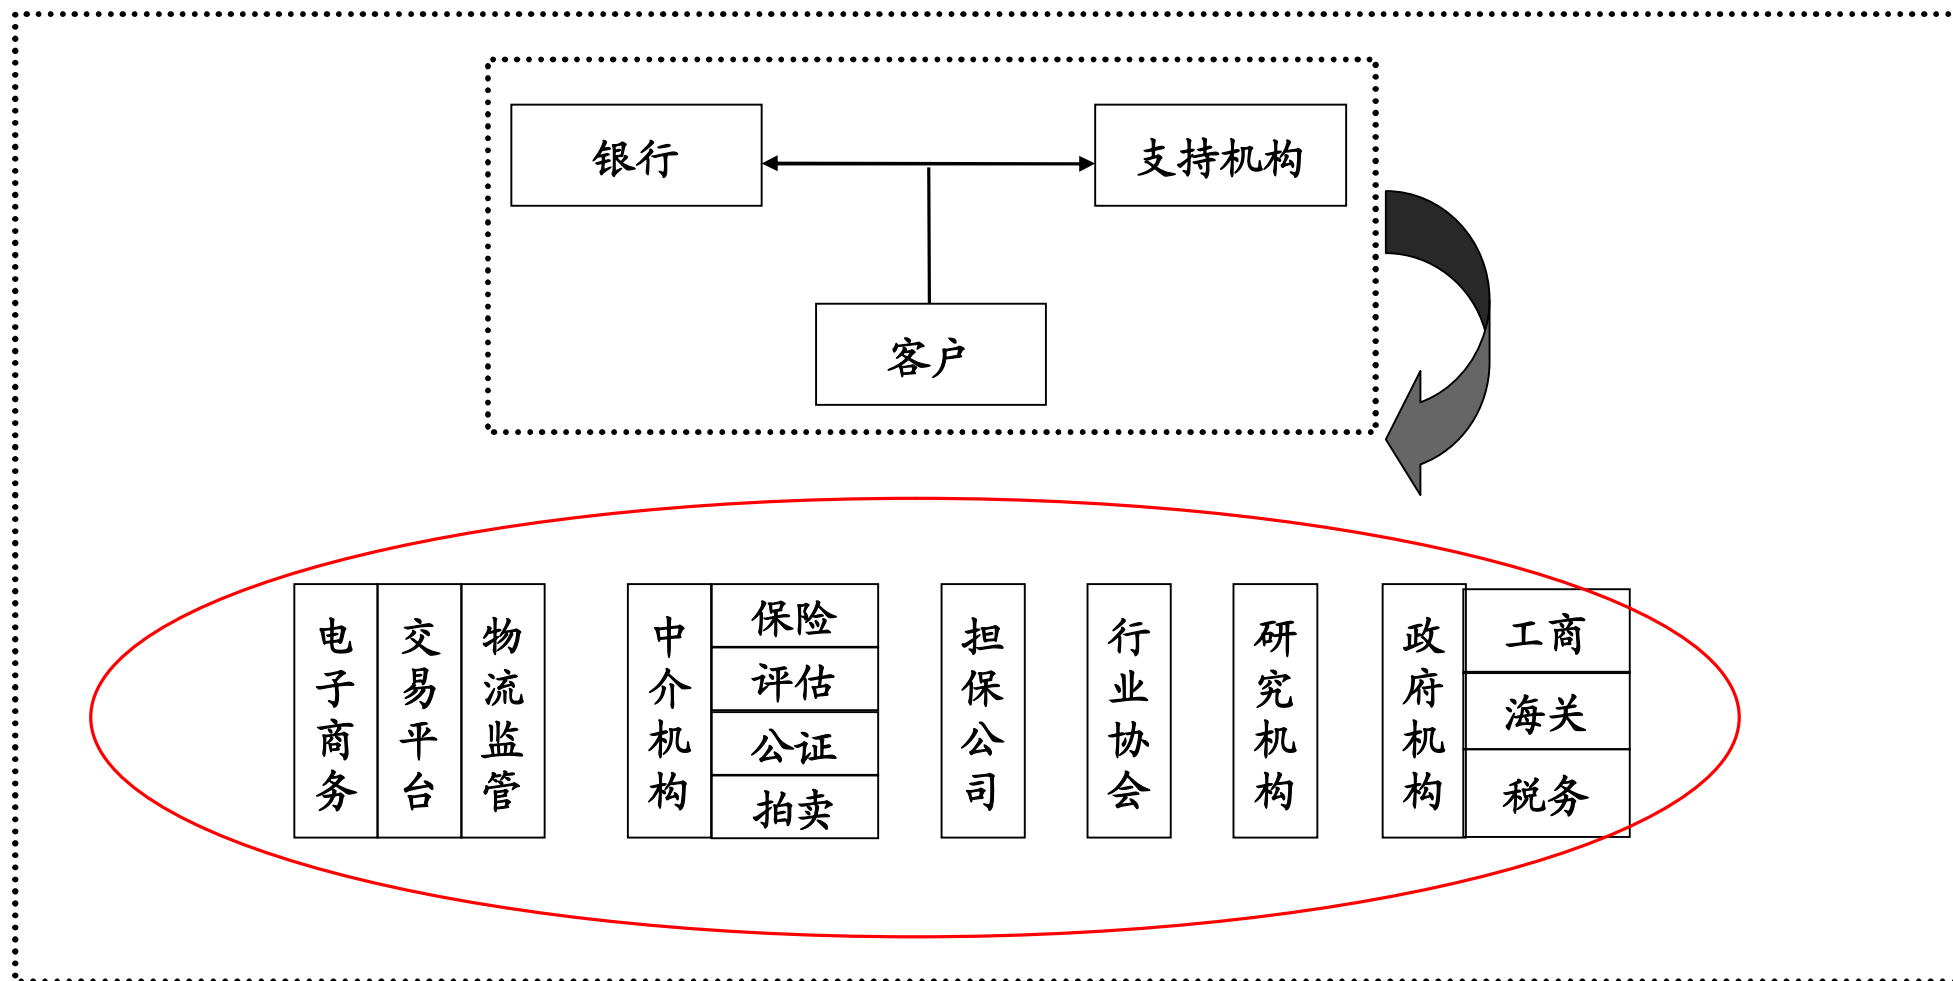 银行
支持机构
客户
电子商务
交易平台
物流监管
中介机构
保险
评估
公证
拍卖
担保公司
行业协会
研究机构
政府机构
工商
海关
税务